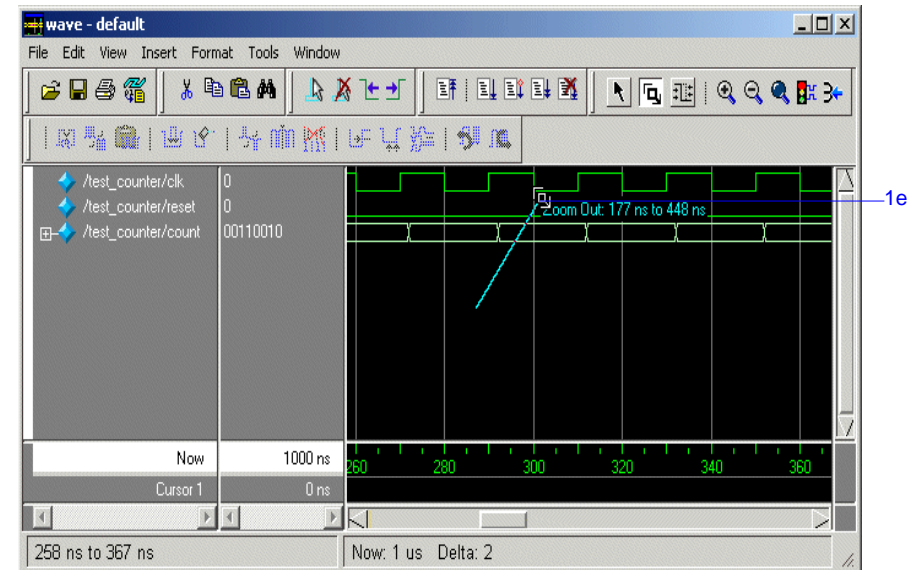 wave - default
File Edit View Insert Format Tools Window
/test_counter/clk 0
/test_counter/reset 0
/test_counter/count 00110010
Zoom Out: 177 ns to 448 ns
1e
Now 1000 ns
260 280 300 320 340 360
Cursor 1 0 ns
258 ns to 367 ns Now: 1 us Delta: 2